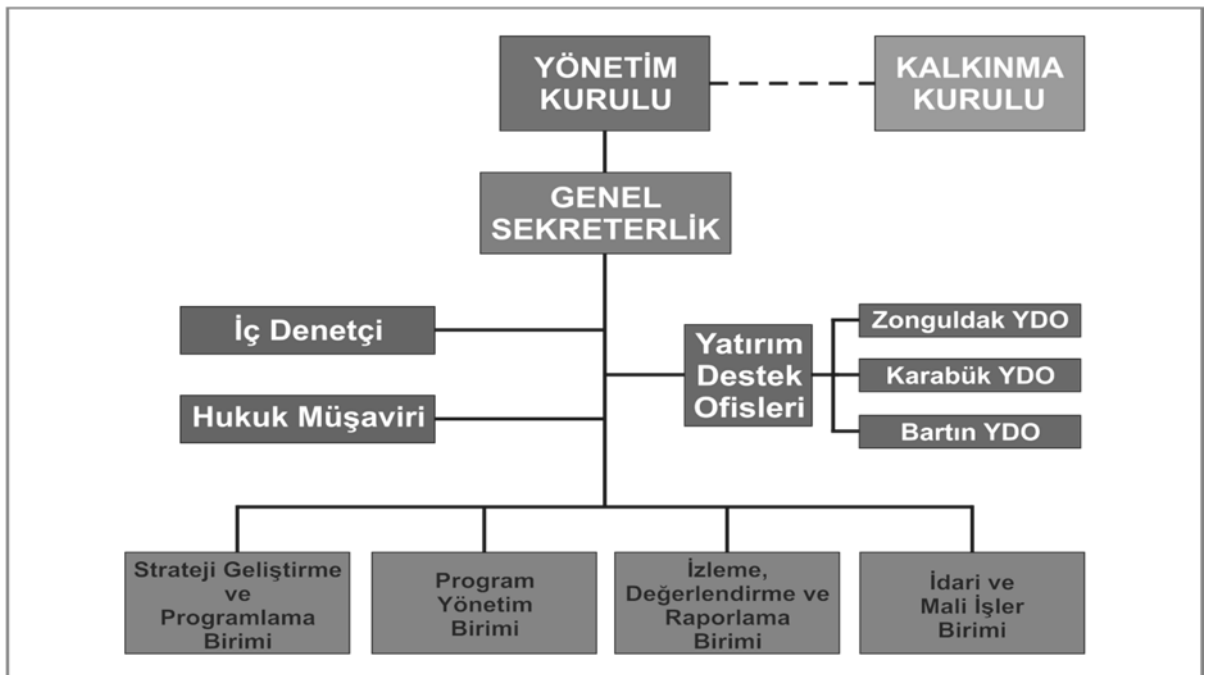 YÖNETİM
KURULU
KALKINMA
KURULU
GENEL
SEKRETERLİK
İç Denetçi
Hukuk Müşaviri
Yatırım
Destek
Ofisleri
Zonguldak YDO
Karabük YDO
Bartın YDO
Strateji Geliştirme
ve
Programlama
Birimi
Program
Yönetim
Birimi
İzleme,
Değerlendirme ve
Raporlama
Birimi
İdari ve
Mali İşler
Birimi